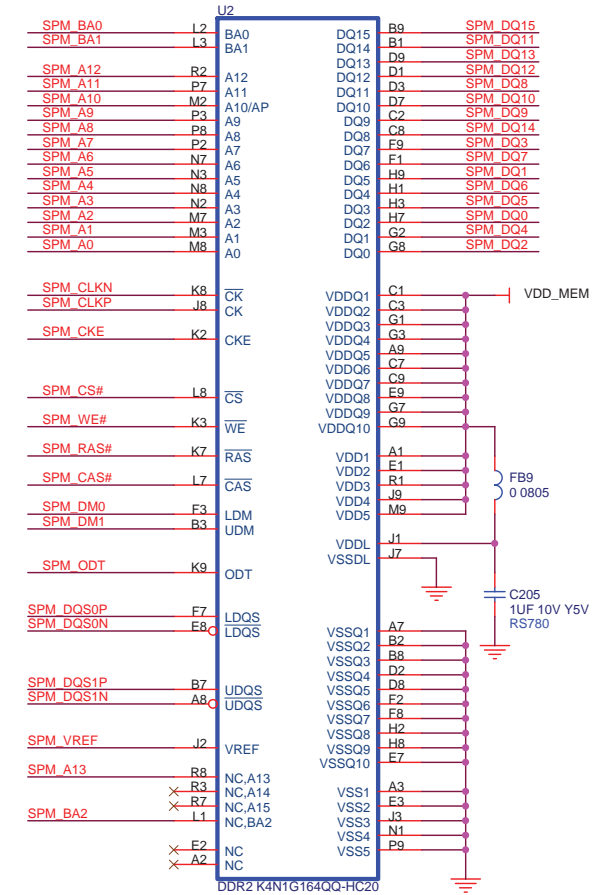 U2
SPM_BA0 L2 BA0 DQ15 B9 SPM_DQ15
SPM_BA1 L3 BA1 DQ14 B1 SPM_DQ11
DQ13 D9 SPM_DQ13
SPM_A12 R2 A12 DQ12 D1 SPM_DQ12
SPM_A11 P7 A11 DQ11 D3 SPM_DQ8
SPM_A10 M2 A10/AP DQ10 D7 SPM_DQ10
SPM_A9 P3 A9 DQ9 C2 SPM_DQ9
SPM_A8 P8 A8 DQ8 C8 SPM_DQ14
SPM_A7 P2 A7 DQ7 F9 SPM_DQ3
SPM_A6 N7 A6 DQ6 F1 SPM_DQ7
SPM_A5 N3 A5 DQ5 H9 SPM_DQ1
SPM_A4 N8 A4 DQ4 H1 SPM_DQ6
SPM_A3 N2 A3 DQ3 H3 SPM_DQ5
SPM_A2 M7 A2 DQ2 H7 SPM_DQ0
SPM_A1 M3 A1 DQ1 G2 SPM_DQ4
SPM_A0 M8 A0 DQ0 G8 SPM_DQ2
SPM_CLKN K8 CK VDDQ1 C1 VDD_MEM
SPM_CLKP J8 CK VDDQ2 C3
VDDQ3 G1
SPM_CKE K2 CKE VDDQ4 G3
VDDQ5 A9
VDDQ6 C7
VDDQ7 C9
SPM_CS# L8 CS VDDQ8 E9
VDDQ9 G7
SPM_WE# K3 WE VDDQ10 G9
SPM_RAS# K7 RAS VDD1 A1
VDD2 E1
SPM_CAS# L7 CAS VDD3 R1 FB9
VDD4 J9 0 0805
SPM_DM0 F3 LDM VDD5 M9
SPM_DM1 B3 UDM
VDDL J1
VSSDL J7
SPM_ODT K9 ODT
C205
1UF 10V Y5V
RS780
SPM_DQS0P F7 LDQS
SPM_DQS0N E8 LDQS VSSQ1 A7
VSSQ2 B2
VSSQ3 B8
VSSQ4 D2
SPM_DQS1P B7 UDQS VSSQ5 D8
SPM_DQS1N A8 UDQS VSSQ6 F2
VSSQ7 F8
VSSQ8 H2
SPM_VREF J2 VREF VSSQ9 H8
VSSQ10 E7
SPM_A13 R8 NC,A13
R3 NC,A14 VSS1 A3
R7 NC,A15 VSS2 E3
SPM_BA2 L1 NC,BA2 VSS3 J3
VSS4 N1
E2 NC VSS5 P9
A2 NC
DDR2 K4N1G164QQ-HC20